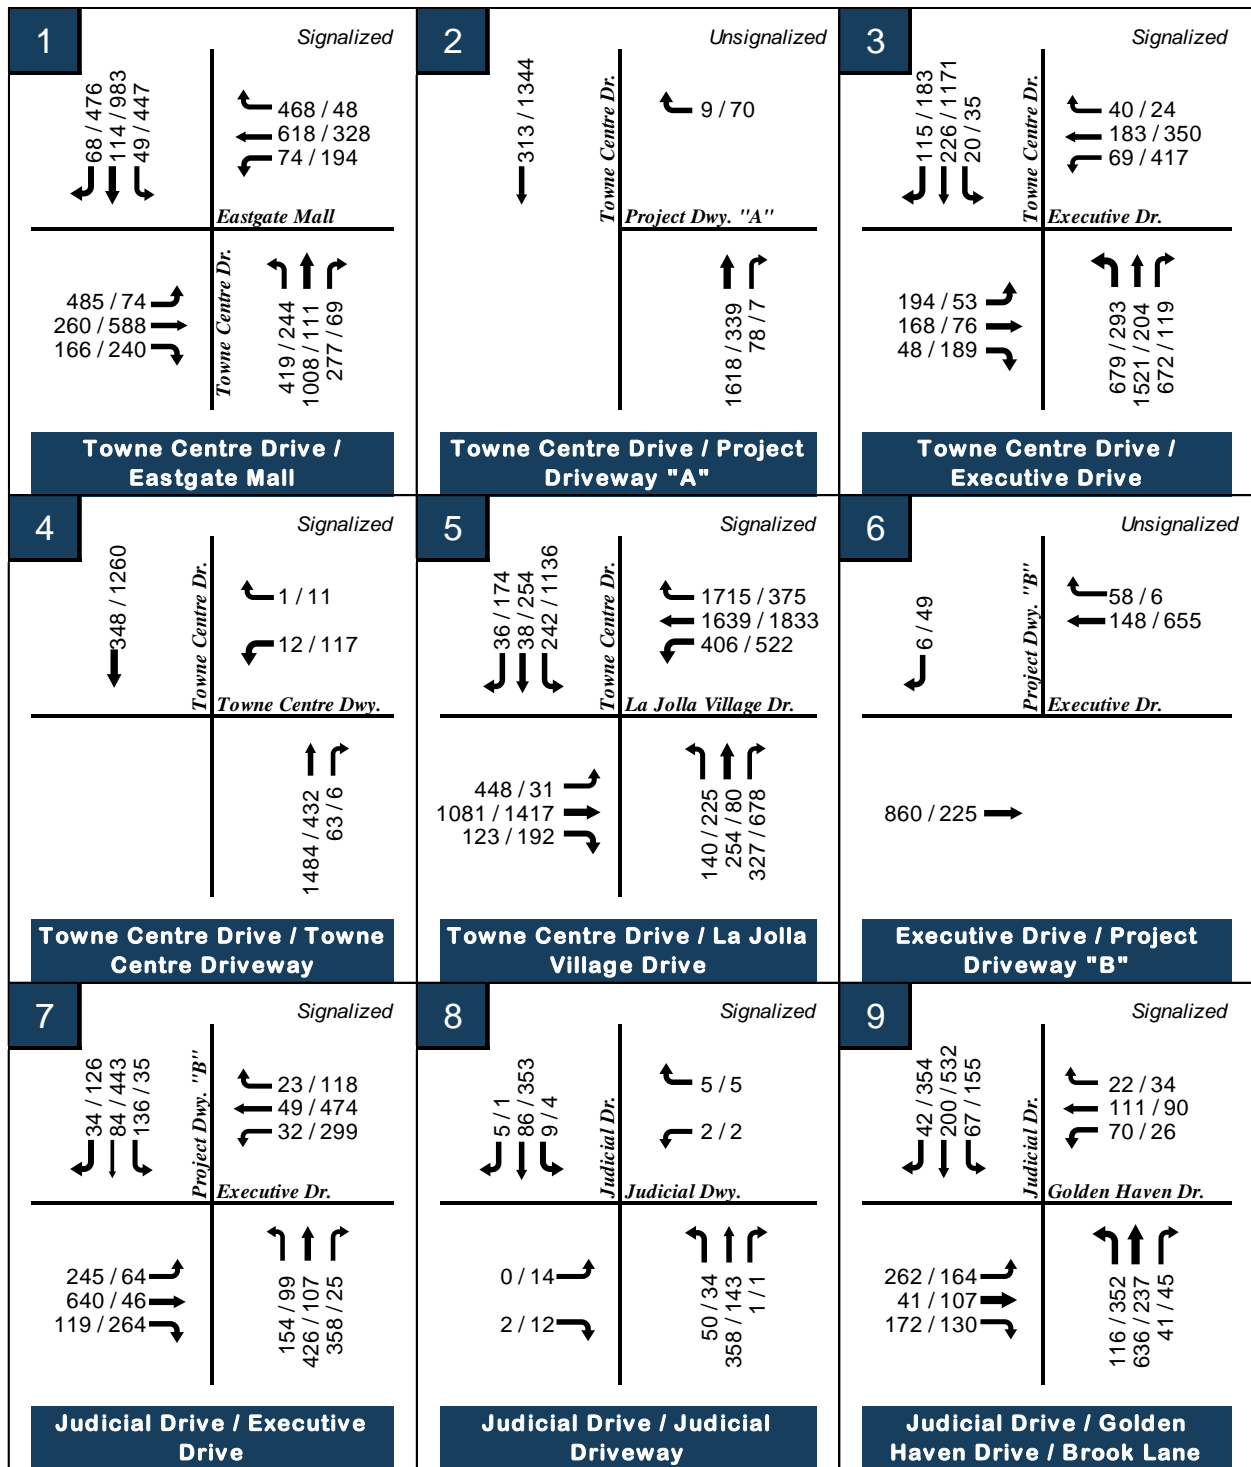 1
Signalized
68 / 476
114 / 983
49 / 447
468 / 48
618 / 328
74 / 194
Eastgate Mall
Towne Centre Dr.
485 / 74
260 / 588
166 / 240
419 / 244
1008 / 111
277 / 69
Towne Centre Drive /
Eastgate Mall
2
Unsignalized
313 / 1344
Towne Centre Dr.
9 / 70
Project Dwy. "A"
1618 / 339
78 / 7
Towne Centre Drive / Project
Driveway "A"
3
Signalized
115 / 183
226 / 1171
20 / 35
Towne Centre Dr.
40 / 24
183 / 350
69 / 417
Executive Dr.
194 / 53
168 / 76
48 / 189
679 / 293
1521 / 204
672 / 119
Towne Centre Drive /
Executive Drive
4
Signalized
348 / 1260
Towne Centre Dr.
1 / 11
12 / 117
Towne Centre Dwy.
1484 / 432
63 / 6
Towne Centre Drive / Towne
Centre Driveway
5
Signalized
36 / 174
38 / 254
242 / 1136
Towne Centre Dr.
1715 / 375
1639 / 1833
406 / 522
La Jolla Village Dr.
448 / 31
1081 / 1417
123 / 192
140 / 225
254 / 80
327 / 678
Towne Centre Drive / La Jolla
Village Drive
6
Unsignalized
6 / 49
Project Dwy. "B"
58 / 6
148 / 655
Executive Dr.
860 / 225
Executive Drive / Project
Driveway "B"
7
Signalized
34 / 126
84 / 443
136 / 35
Project Dwy. "B"
23 / 118
49 / 474
32 / 299
Executive Dr.
245 / 64
640 / 46
119 / 264
154 / 99
426 / 107
358 / 25
Judicial Drive / Executive
Drive
8
Signalized
5 / 1
86 / 353
9 / 4
Judicial Dr.
5 / 5
2 / 2
Judicial Dwy.
0 / 14
2 / 12
50 / 34
358 / 143
1 / 1
Judicial Drive / Judicial
Driveway
9
Signalized
42 / 354
200 / 532
67 / 155
Judicial Dr.
22 / 34
111 / 90
70 / 26
Golden Haven Dr.
262 / 164
41 / 107
172 / 130
116 / 352
636 / 237
41 / 45
Judicial Drive / Golden
Haven Drive / Brook Lane